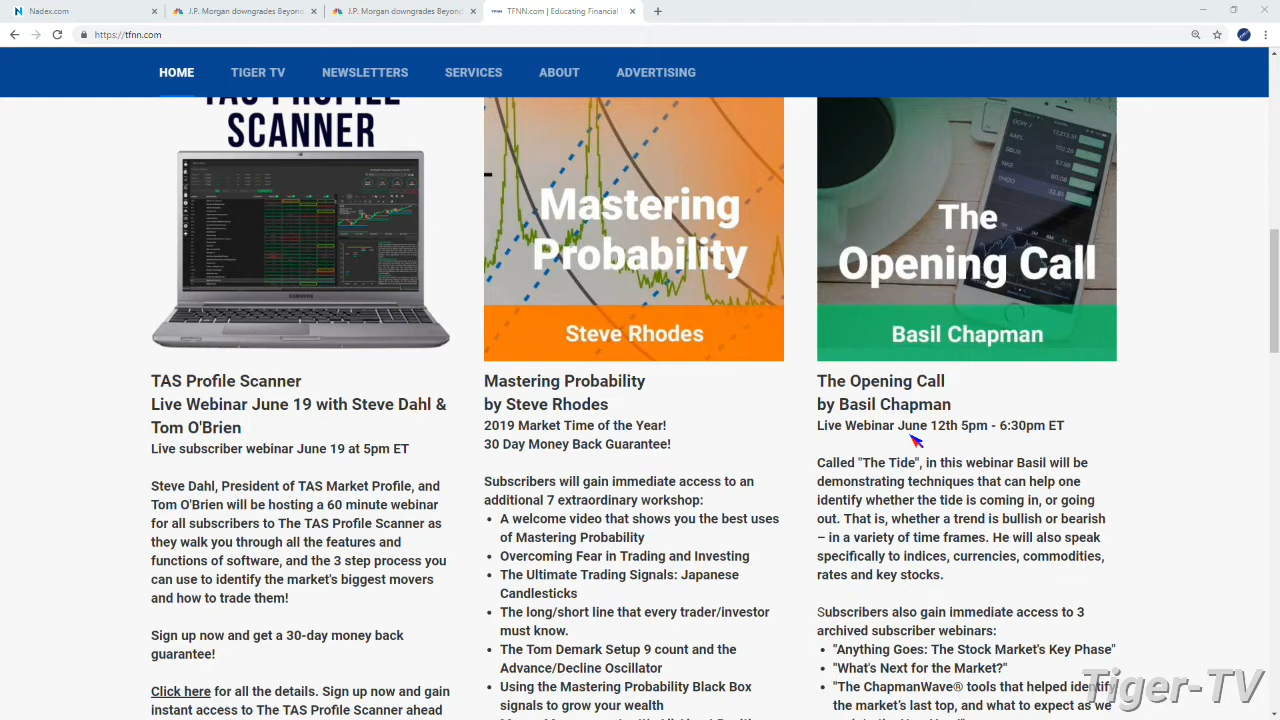 Nadex.com
J.P. Morgan downgrades Beyond
J.P. Morgan downgrades Beyond
TFNN.com | Educating Financial
https://tfnn.com
HOME
TIGER TV
NEWSLETTERS
SERVICES
ABOUT
ADVERTISING
TAS PROFILE
SCANNER
SAMSUNG
Mastering
Probability
Steve Rhodes
The
Opening Call
Basil Chapman
TAS Profile Scanner
Live Webinar June 19 with Steve Dahl &
Tom O'Brien
Live subscriber webinar June 19 at 5pm ET
Steve Dahl, President of TAS Market Profile, and
Tom O'Brien will be hosting a 60 minute webinar
for all subscribers to The TAS Profile Scanner as
they walk you through all the features and
functions of software, and the 3 step process you
can use to identify the market's biggest movers
and how to trade them!
Sign up now and get a 30-day money back
guarantee!
Click here for all the details. Sign up now and gain
instant access to The TAS Profile Scanner ahead
Mastering Probability
by Steve Rhodes
2019 Market Time of the Year!
30 Day Money Back Guarantee!
Subscribers will gain immediate access to an
additional 7 extraordinary workshop:
• A welcome video that shows you the best uses
of Mastering Probability
• Overcoming Fear in Trading and Investing
• The Ultimate Trading Signals: Japanese
Candlesticks
• The long/short line that every trader/investor
must know.
• The Tom Demark Setup 9 count and the
Advance/Decline Oscillator
• Using the Mastering Probability Black Box
signals to grow your wealth
The Opening Call
by Basil Chapman
Live Webinar June 12th 5pm - 6:30pm ET
Called "The Tide", in this webinar Basil will be
demonstrating techniques that can help one
identify whether the tide is coming in, or going
out. That is, whether a trend is bullish or bearish
– in a variety of time frames. He will also speak
specifically to indices, currencies, commodities,
rates and key stocks.
Subscribers also gain immediate access to 3
archived subscriber webinars:
• "Anything Goes: The Stock Market's Key Phase"
• "What's Next for the Market?"
• "The ChapmanWave® tools that helped identify
the market's last top, and what to expect as we
Tiger-TV